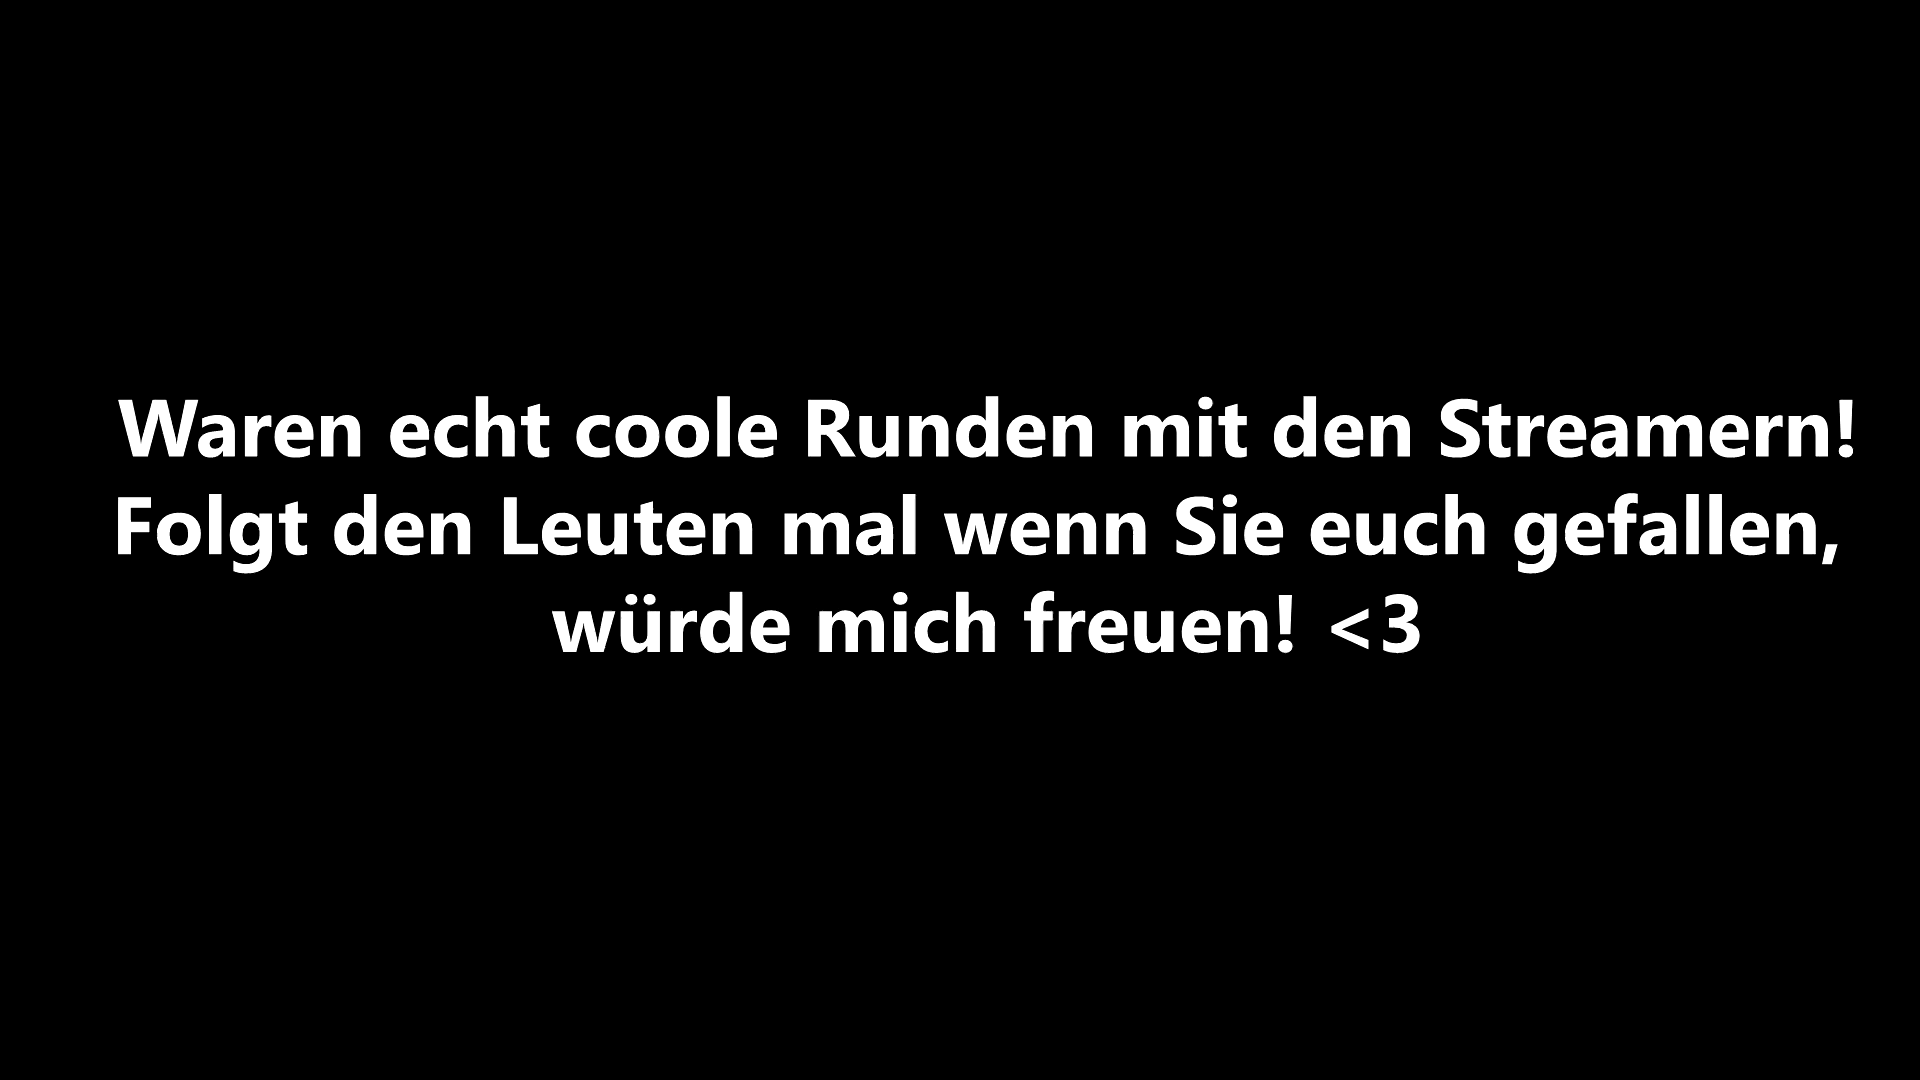 Waren echt coole Runden mit den Streamern!
Folgt den Leuten mal wenn Sie euch gefallen,
würde mich freuen! <3